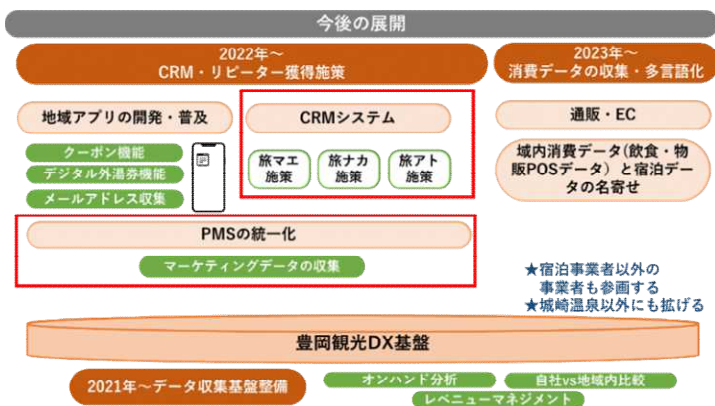 今後の展開
2022年～
CRM・リピーター獲得施策
2023年～
消費データの収集・多言語化
地域アプリの開発・普及
クーポン機能
デジタル外湯券機能
メールアドレス収集
CRMシステム
旅マエ
施策
旅ナカ
施策
旅アト
施策
通販・EC
域内消費データ(飲食・物
販POSデータ）と宿泊デー
タの名寄せ
PMSの統一化
マーケティングデータの収集
★宿泊事業者以外の
事業者も参画する
★城崎温泉以外にも拡げる
豊岡観光DX基盤
2021年～データ収集基盤整備
オンハンド分析
自社vs地域内比較
レベニューマネジメント